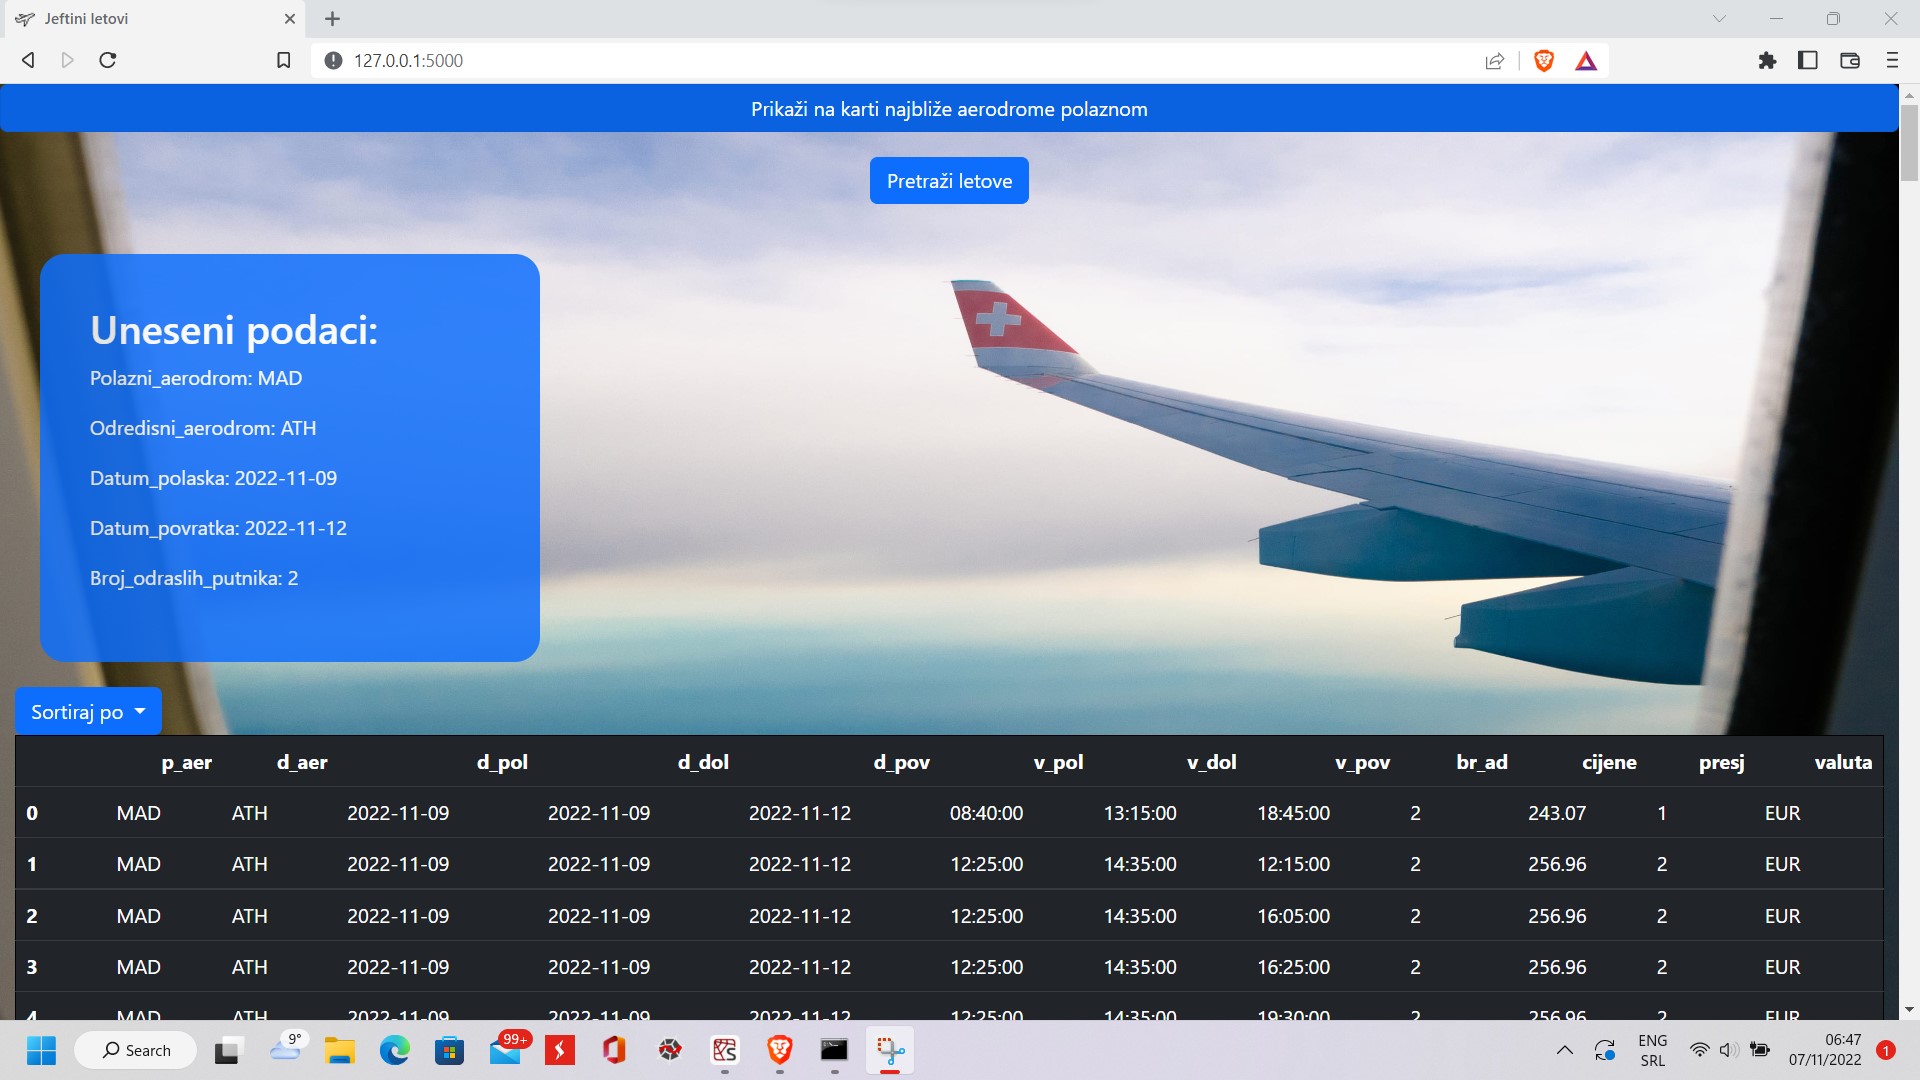 Jeftini letovi
127.0.0.1:5000
Prikaži na karti najbliže aerodrome polaznom
Pretraži letove
Uneseni podaci:
Polazni_aerodrom: MAD
Odredisni_aerodrom: ATH
Datum_polaska: 2022-11-09
Datum_povratka: 2022-11-12
Broj_odraslih_putnika: 2
Sortiraj po
p_aer d_aer d_pol d_dol d_pov v_pol v_dol v_pov br_ad cijene presj valuta
0 MAD ATH 2022-11-09 2022-11-09 2022-11-12 08:40:00 13:15:00 18:45:00 2 243.07 1 EUR
1 MAD ATH 2022-11-09 2022-11-09 2022-11-12 12:25:00 14:35:00 12:15:00 2 256.96 2 EUR
2 MAD ATH 2022-11-09 2022-11-09 2022-11-12 12:25:00 14:35:00 16:05:00 2 256.96 2 EUR
3 MAD ATH 2022-11-09 2022-11-09 2022-11-12 12:25:00 14:35:00 16:25:00 2 256.96 2 EUR
4 MAD ATH 2022-11-09 2022-11-09 2022-11-12 12:25:00 14:35:00 19:30:00 2 256.96 2 EUR
9°
99+
Search
ENG
SRL
06:47
07/11/2022
1